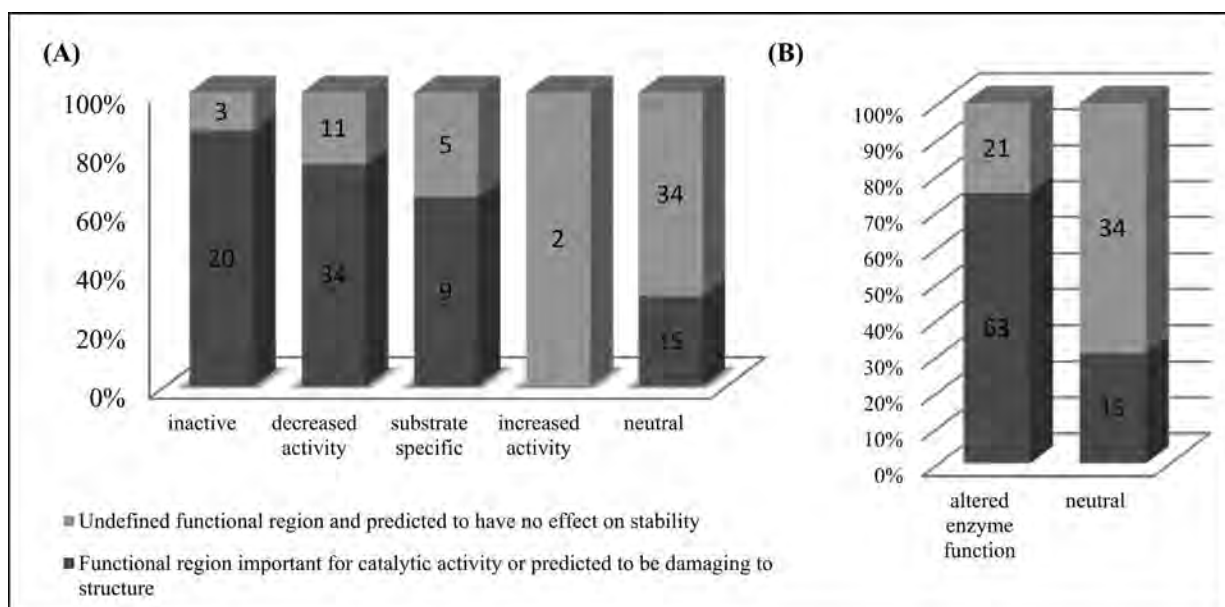 (A)
100%
80%
60%
40%
20%
0%
3
20
11
34
5
9
2
34
15
inactive
decreased
activity
substrate
specific
increased
activity
neutral
(B)
100%
90%
80%
70%
60%
50%
40%
30%
20%
10%
0%
21
63
34
15
altered
enzyme
function
neutral
Undefined functional region and predicted to have no effect on stability
Functional region important for catalytic activity or predicted to be damaging to
structure